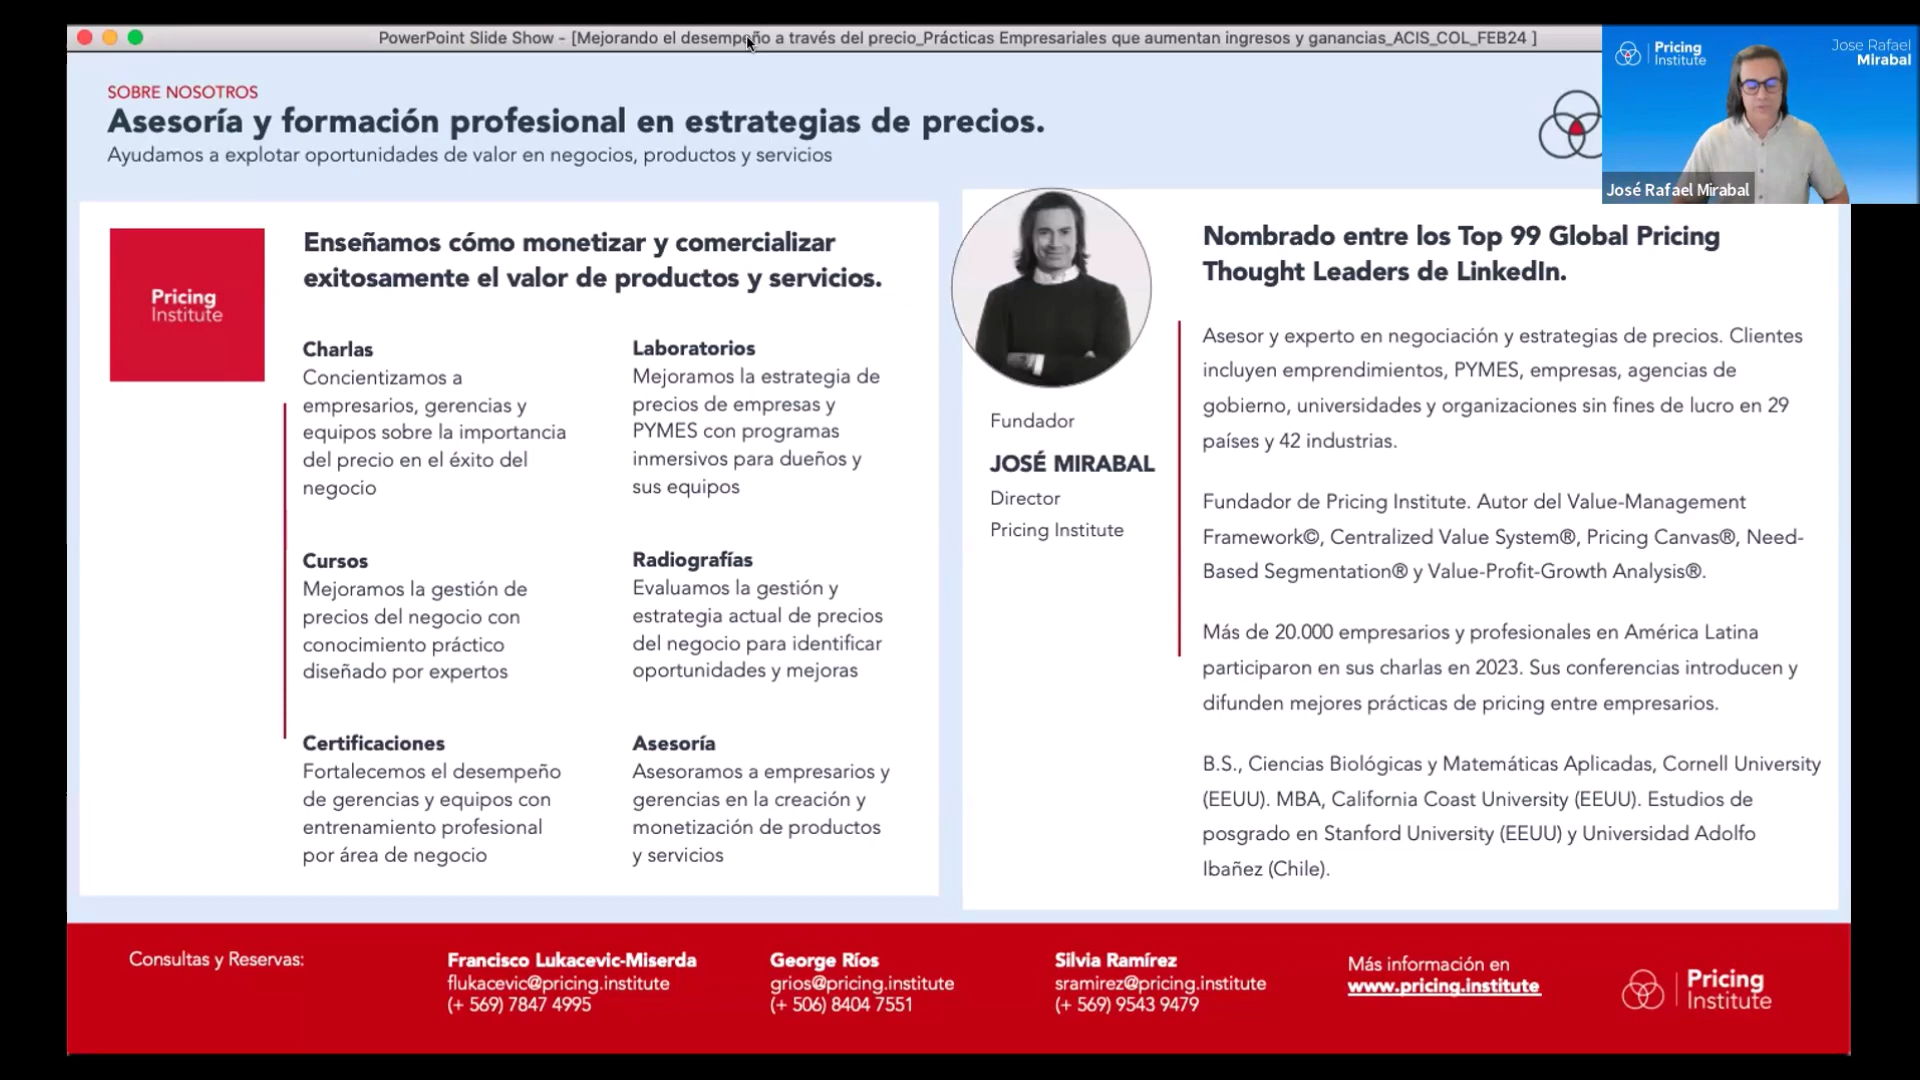 PowerPoint Slide Show - [Mejorando el desempeño a través del precio_Prácticas Empresariales que aumentan ingresos y ganancias_ACIS_COL_FEB24 ]
Pricing
Institute
Jose Rafael
Mirabal
José Rafael Mirabal
SOBRE NOSOTROS
Asesoría y formación profesional en estrategias de precios.
Ayudamos a explotar oportunidades de valor en negocios, productos y servicios
Pricing
Institute
Enseñamos cómo monetizar y comercializar
exitosamente el valor de productos y servicios.
Charlas
Concientizamos a
empresarios, gerencias y
equipos sobre la importancia
del precio en el éxito del
negocio
Laboratorios
Mejoramos la estrategia de
precios de empresas y
PYMES con programas
inmersivos para dueños y
sus equipos
Cursos
Mejoramos la gestión de
precios del negocio con
conocimiento práctico
diseñado por expertos
Radiografías
Evaluamos la gestión y
estrategia actual de precios
del negocio para identificar
oportunidades y mejoras
Certificaciones
Fortalecemos el desempeño
de gerencias y equipos con
entrenamiento profesional
por área de negocio
Asesoría
Asesoramos a empresarios y
gerencias en la creación y
monetización de productos
y servicios
Fundador
JOSÉ MIRABAL
Director
Pricing Institute
Nombrado entre los Top 99 Global Pricing
Thought Leaders de LinkedIn.
Asesor y experto en negociación y estrategias de precios. Clientes
incluyen emprendimientos, PYMES, empresas, agencias de
gobierno, universidades y organizaciones sin fines de lucro en 29
países y 42 industrias.
Fundador de Pricing Institute. Autor del Value-Management
Framework©, Centralized Value System®, Pricing Canvas®, Need-
Based Segmentation® y Value-Profit-Growth Analysis®.
Más de 20.000 empresarios y profesionales en América Latina
participaron en sus charlas en 2023. Sus conferencias introducen y
difunden mejores prácticas de pricing entre empresarios.
B.S., Ciencias Biológicas y Matemáticas Aplicadas, Cornell University
(EEUU). MBA, California Coast University (EEUU). Estudios de
posgrado en Stanford University (EEUU) y Universidad Adolfo
Ibañez (Chile).
Consultas y Reservas:
Francisco Lukacevic-Miserda
flukacevic@pricing.institute
(+ 569) 7847 4995
George Ríos
grios@pricing.institute
(+ 506) 8404 7551
Silvia Ramírez
sramirez@pricing.institute
(+ 569) 9543 9479
Más información en
www.pricing.institute
Pricing
Institute